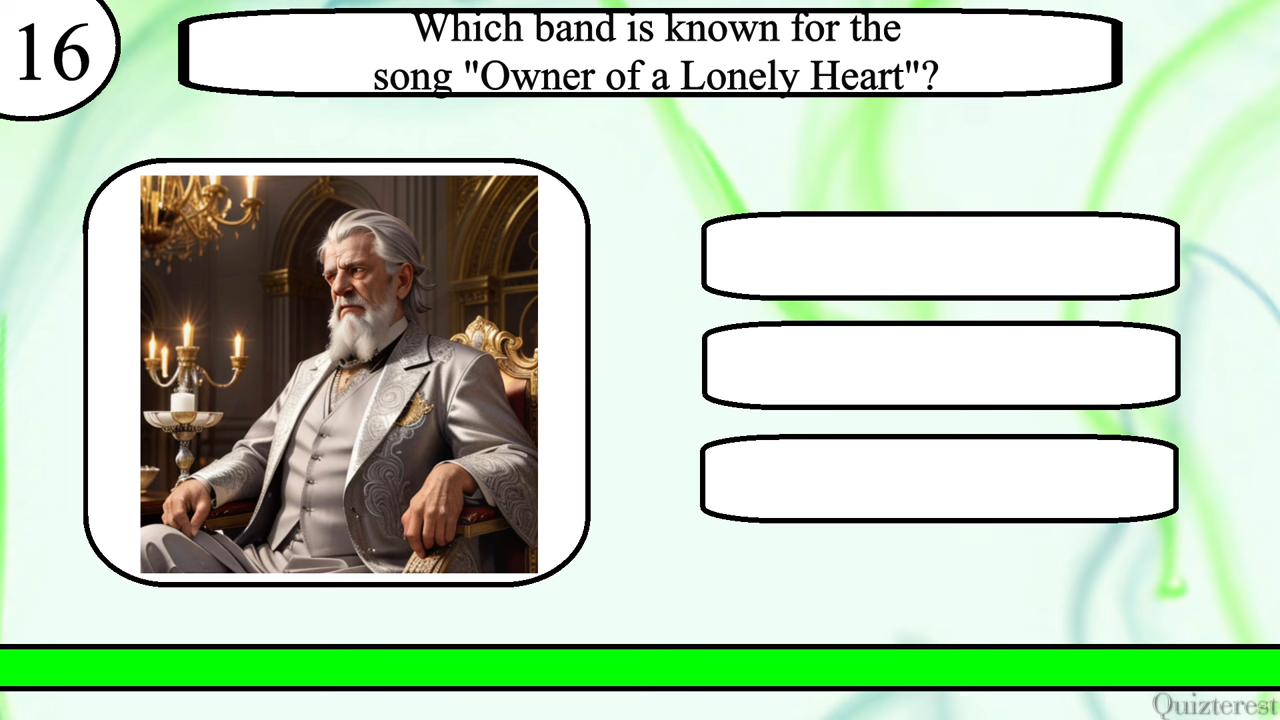 16
Which band is known for the
song "Owner of a Lonely Heart"?
Quizterest